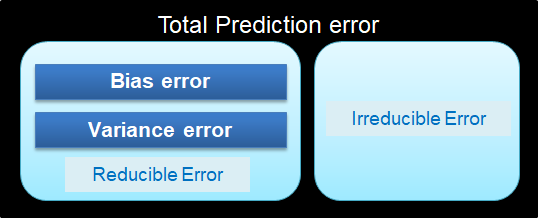 Total Prediction error
Bias error
Variance error
Reducible Error
Irreducible Error